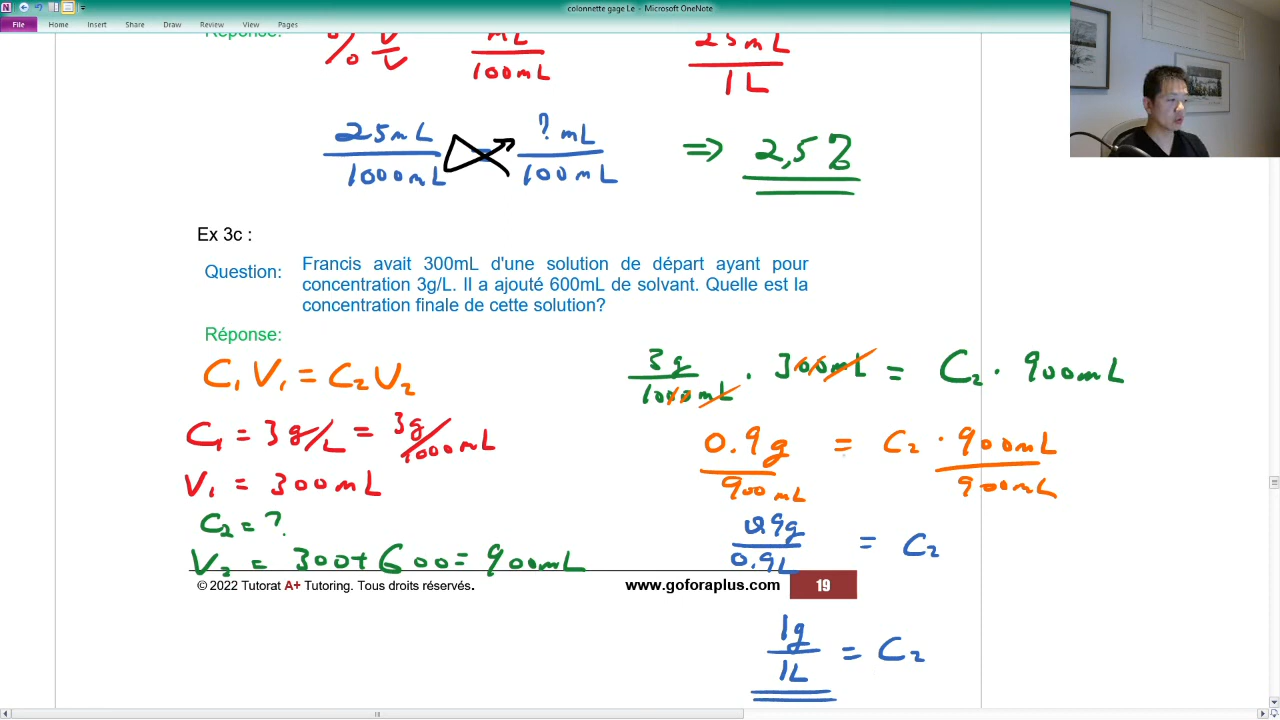 colonnette gage Le - Microsoft OneNote
File Home Insert Share Draw Review View Pages
Réponse:
% V/V mL/100mL 25mL/1L
25mL/1000mL = ? mL/100mL ⇒ 2,5%
Ex 3c :
Question: Francis avait 300mL d'une solution de départ ayant pour
concentration 3g/L. Il a ajouté 600mL de solvant. Quelle est la
concentration finale de cette solution?
Réponse:
C₁V₁ = C₂V₂
C₁ = 3g/L = 3g/1000mL
V₁ = 300mL
C₂ = ?
V₂ = 300+600= 900mL
3g/1000mL · 300mL = C₂ · 900mL
0.9g/900mL = C₂ · 900mL/900mL
0.9g/0.9L = C₂
© 2022 Tutorat A+ Tutoring. Tous droits réservés. www.goforaplus.com 19
1g/1L = C₂